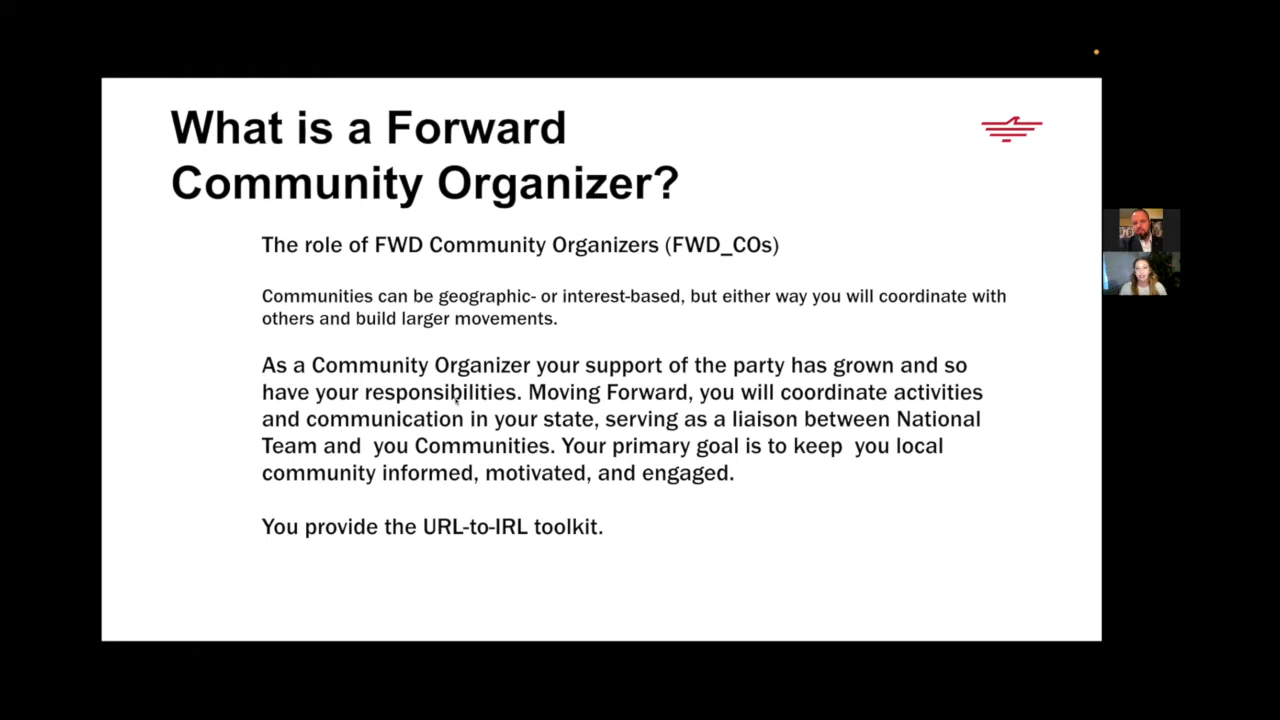 What is a Forward
Community Organizer?
The role of FWD Community Organizers (FWD_COs)
Communities can be geographic- or interest-based, but either way you will coordinate with
others and build larger movements.
As a Community Organizer your support of the party has grown and so
have your responsibilities. Moving Forward, you will coordinate activities
and communication in your state, serving as a liaison between National
Team and  you Communities. Your primary goal is to keep  you local
community informed, motivated, and engaged.
You provide the URL-to-IRL toolkit.